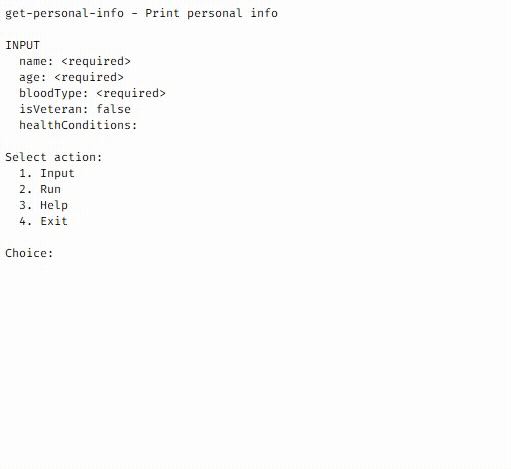 get-personal-info - Print personal info
INPUT
name: <required>
age: <required>
bloodType: <required>
isVeteran: false
healthConditions:
Select action:
1. Input
2. Run
3. Help
4. Exit
Choice: